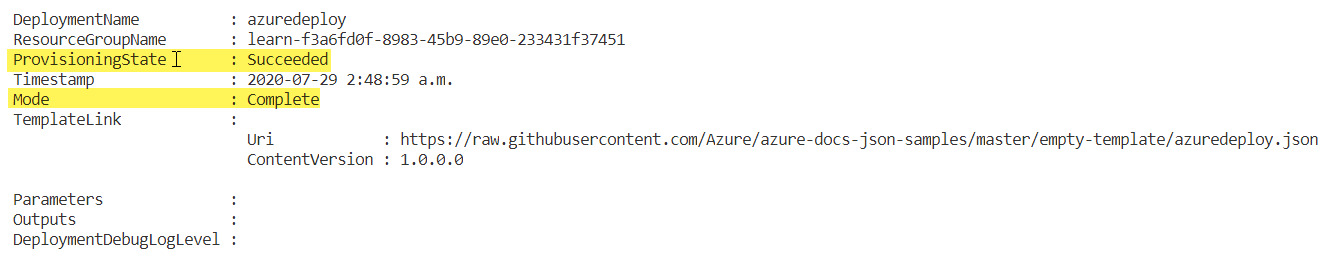 DeploymentName : azuredeploy
ResourceGroupName : learn-f3a6fd0f-8983-45b9-89e0-233431f37451
ProvisioningState : Succeeded
Timestamp : 2020-07-29 2:48:59 a.m.
Mode : Complete
TemplateLink :
Uri : https://raw.githubusercontent.com/Azure/azure-docs-json-samples/master/empty-template/azuredeploy.json
ContentVersion : 1.0.0.0
Parameters :
Outputs :
DeploymentDebugLogLevel :